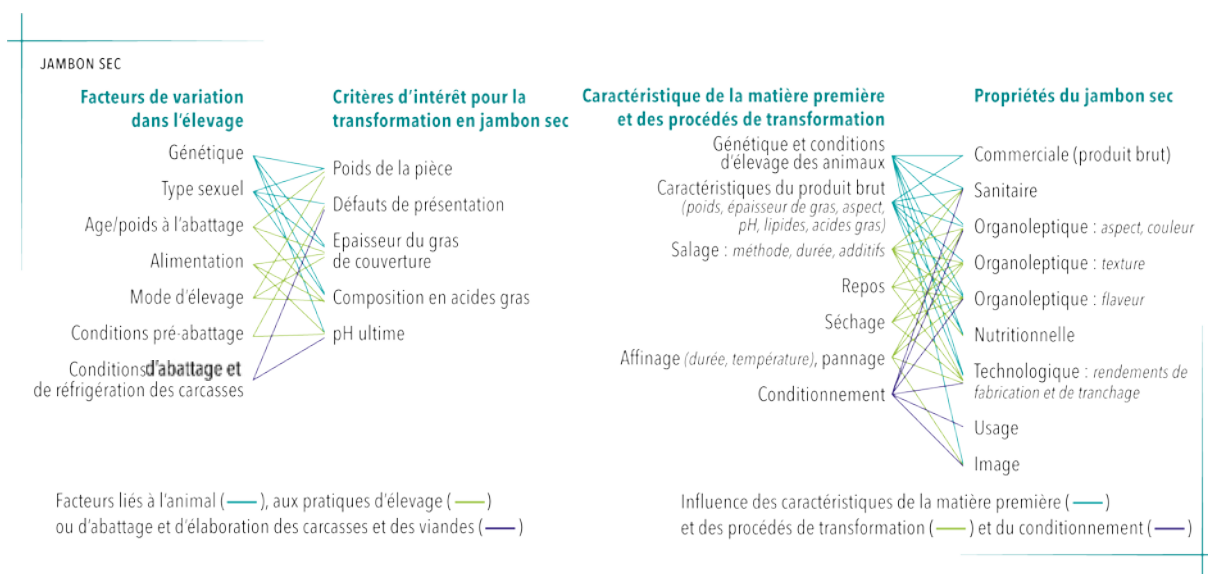 JAMBON SEC
Facteurs de variation
dans l'élevage
Génétique
Type sexuel
Age/poids à l'abattage
Alimentation
Mode d'élevage
Conditions pré-abattage
Conditions d'abattage et
de réfrigération des carcasses
Critères d'intérêt pour la
transformation en jambon sec
Poids de la pièce
Défauts de présentation
Epaisseur du gras
de couverture
Composition en acides gras
pH ultime
Facteurs liés à l'animal ( ), aux pratiques d'élevage ( )
ou d'abattage et d'élaboration des carcasses et des viandes ( )
Caractéristique de la matière première
et des procédés de transformation
Génétique et conditions
d'élevage des animaux
Caractéristiques du produit brut
(poids, épaisseur de gras, aspect,
pH, lipides, acides gras)
Salage : méthode, durée, additifs
Repos
Séchage
Affinage (durée, température), pannage
Conditionnement
Propriétés du jambon sec
Commerciale (produit brut)
Sanitaire
Organoleptique : aspect, couleur
Organoleptique : texture
Organoleptique : flaveur
Nutritionnelle
Technologique : rendements de
fabrication et de tranchage
Usage
Image
Influence des caractéristiques de la matière première ( )
et des procédés de transformation ( ) et du conditionnement ( )